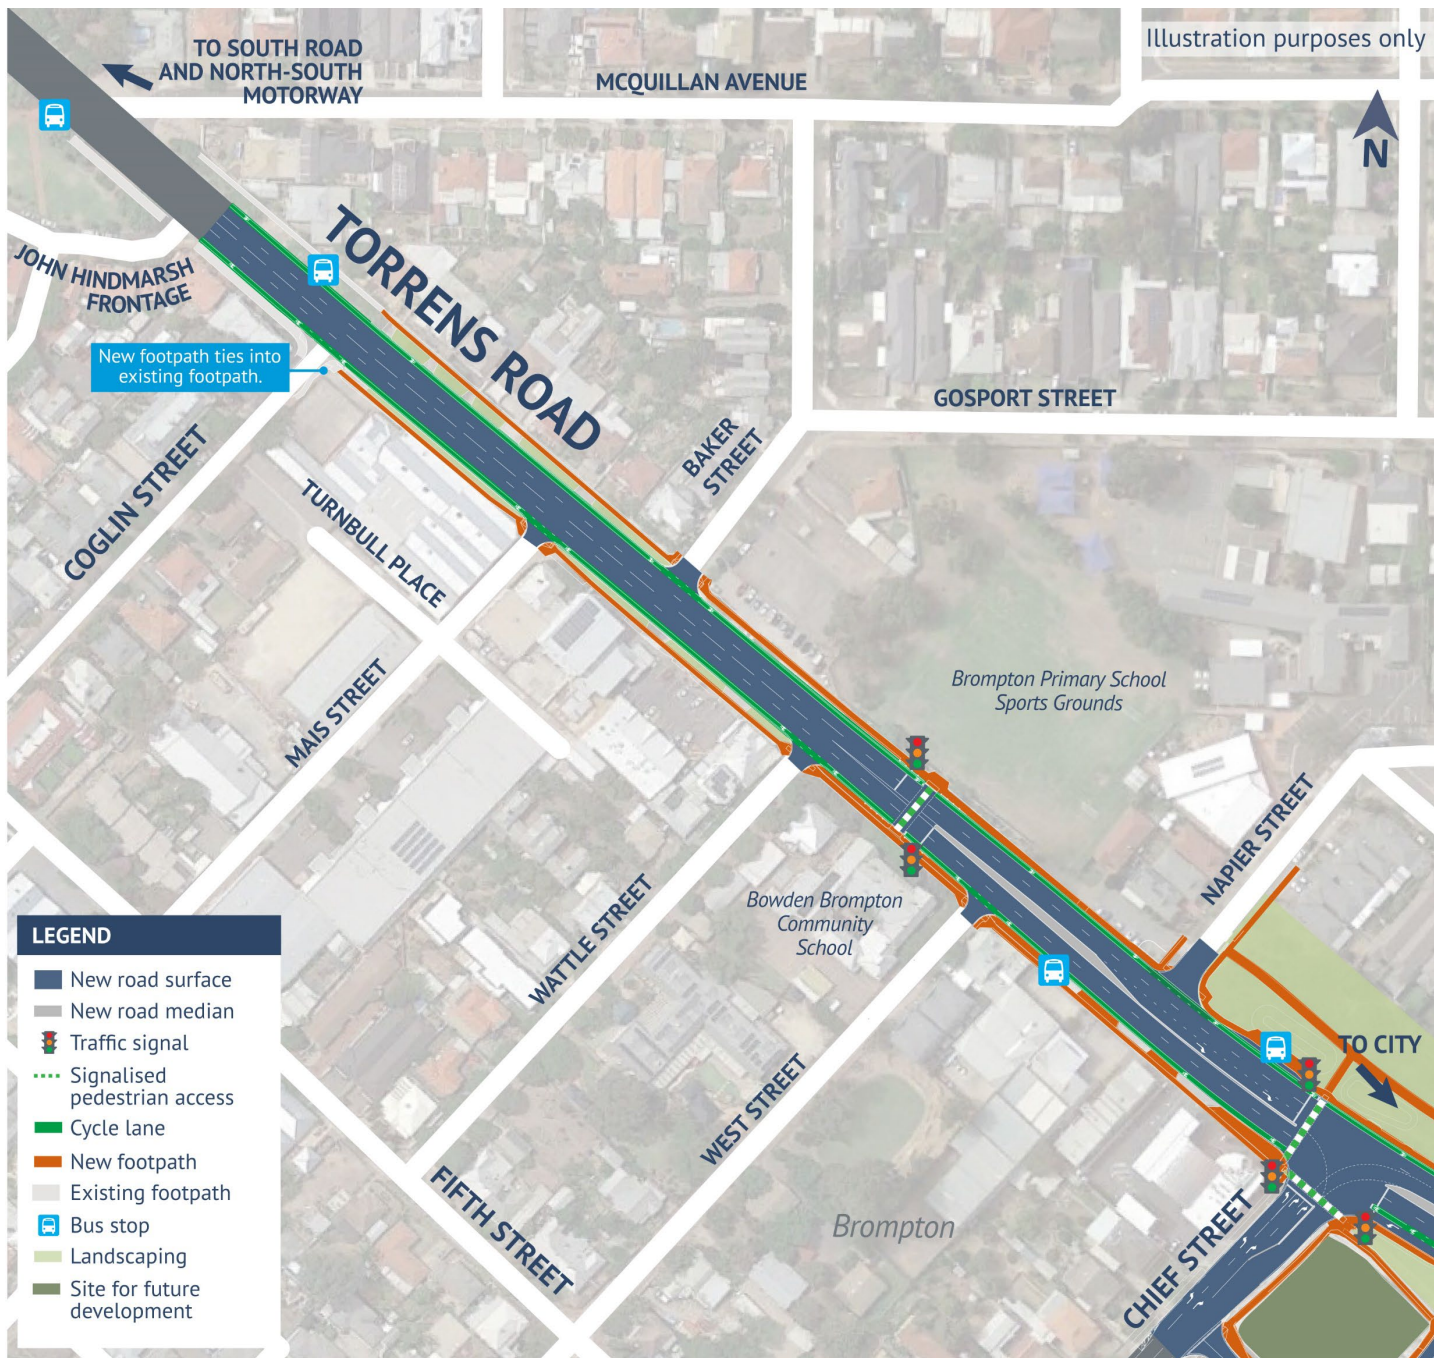 Illustration purposes only
TO SOUTH ROAD
AND NORTH-SOUTH
MOTORWAY
MCQUILLAN AVENUE
N
TORRENS ROAD
JOHN HINDMARSH
FRONTAGE
New footpath ties into
existing footpath.
GOSPORT STREET
BAKER
STREET
COGLIN STREET
TURNBULL PLACE
MAIS STREET
Brompton Primary School
Sports Grounds
NAPIER STREET
WATTLE STREET
Bowden Brompton
Community
School
TO CITY
WEST STREET
FIFTH STREET
Brompton
CHIEF STREET
LEGEND
New road surface
New road median
Traffic signal
Signalised
pedestrian access
Cycle lane
New footpath
Existing footpath
Bus stop
Landscaping
Site for future
development